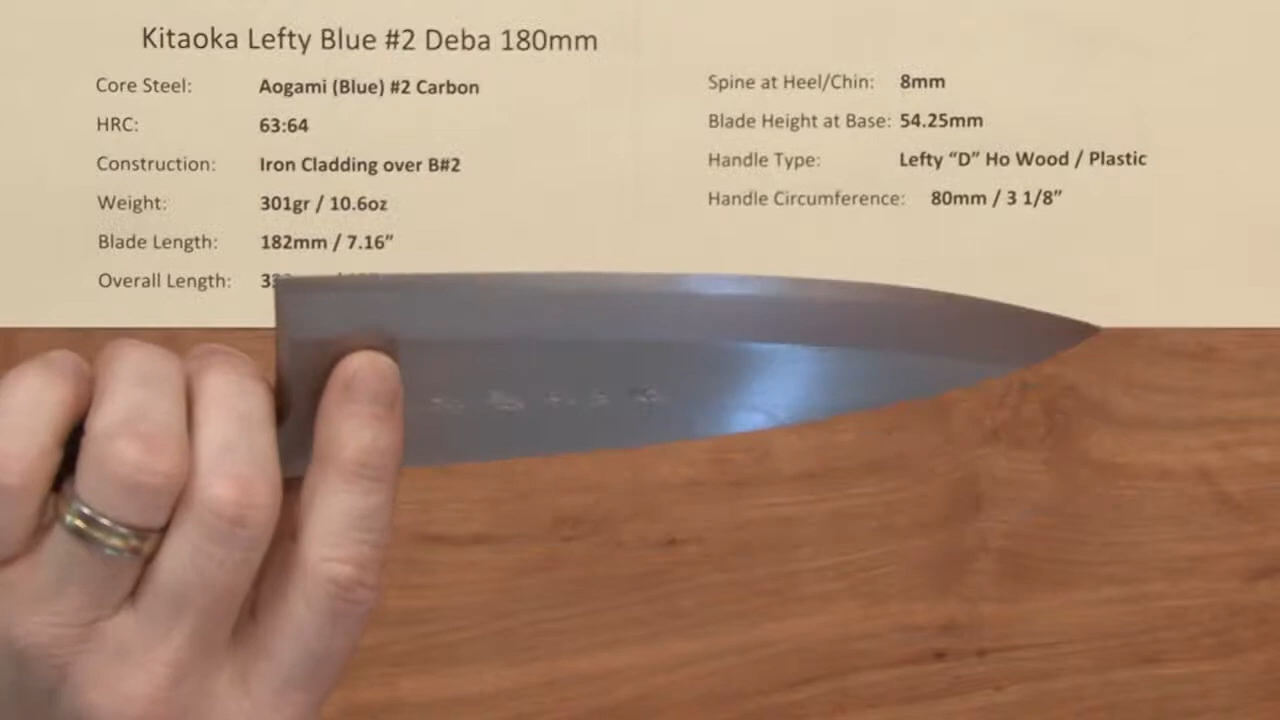 Kitaoka Lefty Blue #2 Deba 180mm
Core Steel: Aogami (Blue) #2 Carbon
HRC: 63:64
Construction: Iron Cladding over B#2
Weight: 301gr / 10.6oz
Blade Length: 182mm / 7.16”
Overall Length:
Spine at Heel/Chin: 8mm
Blade Height at Base: 54.25mm
Handle Type: Lefty “D” Ho Wood / Plastic
Handle Circumference: 80mm / 3 1/8”